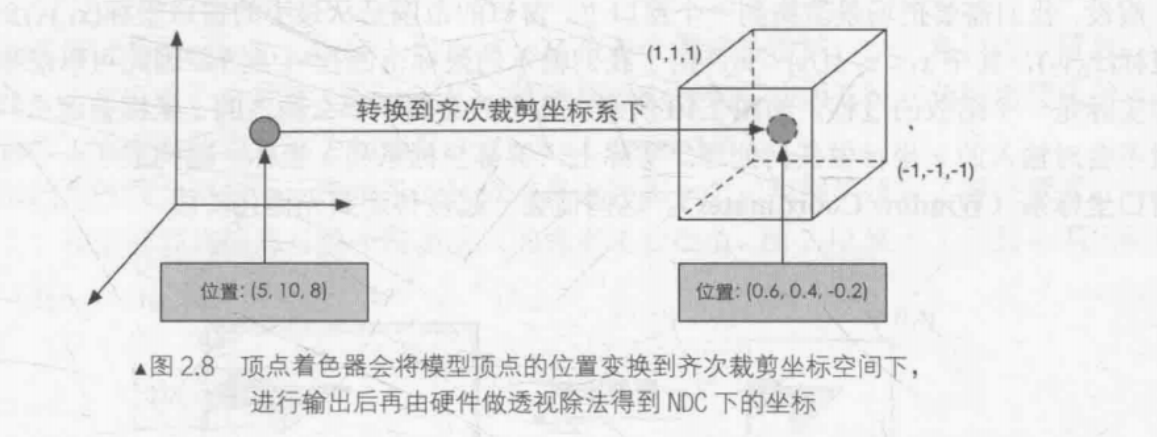 (1,1,1)
转换到齐次裁剪坐标系下
(-1,-1,-1)
位置: (5, 10, 8)
位置: (0.6, 0.4, -0.2)
▲图 2.8 顶点着色器会将模型顶点的位置变换到齐次裁剪坐标空间下，
进行输出后再由硬件做透视除法得到 NDC 下的坐标